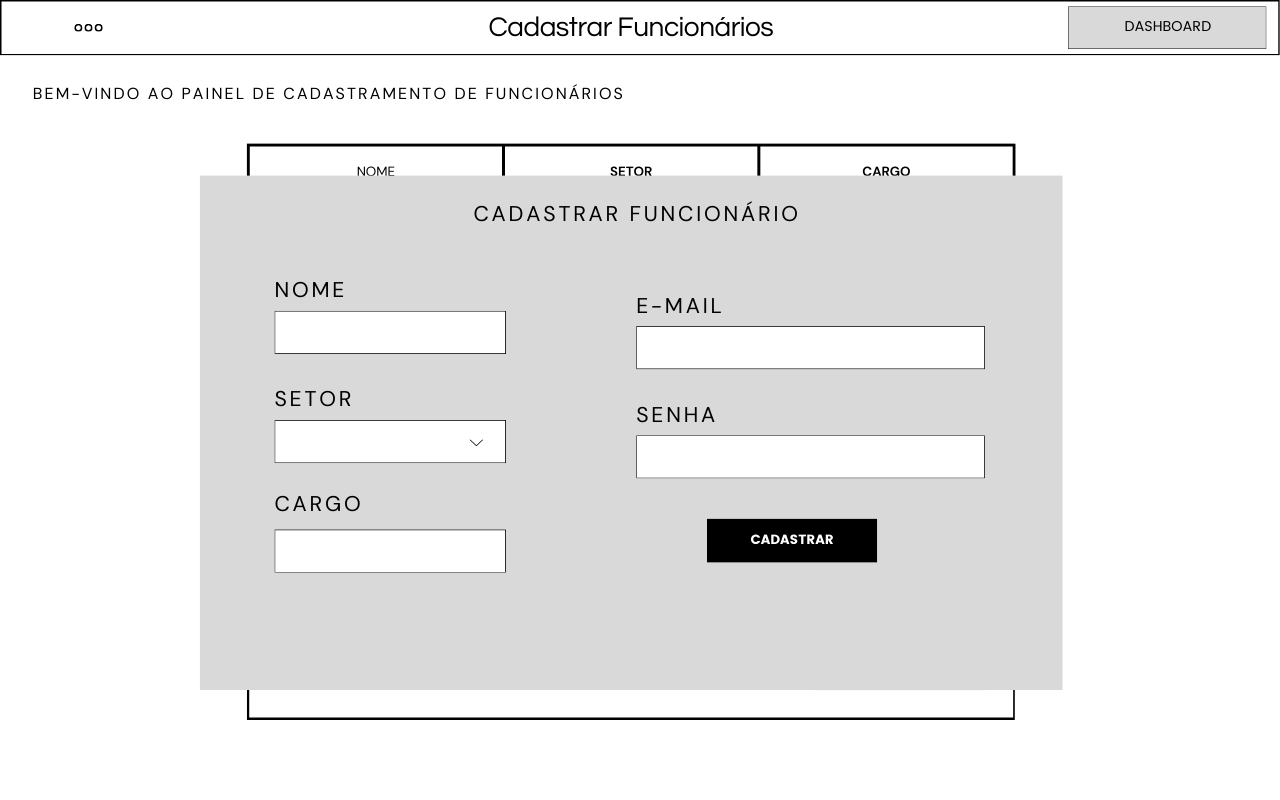 Cadastrar Funcionários
DASHBOARD
BEM-VINDO AO PAINEL DE CADASTRAMENTO DE FUNCIONÁRIOS
NOME SETOR CARGO
CADASTRAR FUNCIONÁRIO
NOME
E-MAIL
SETOR
SENHA
CARGO
CADASTRAR